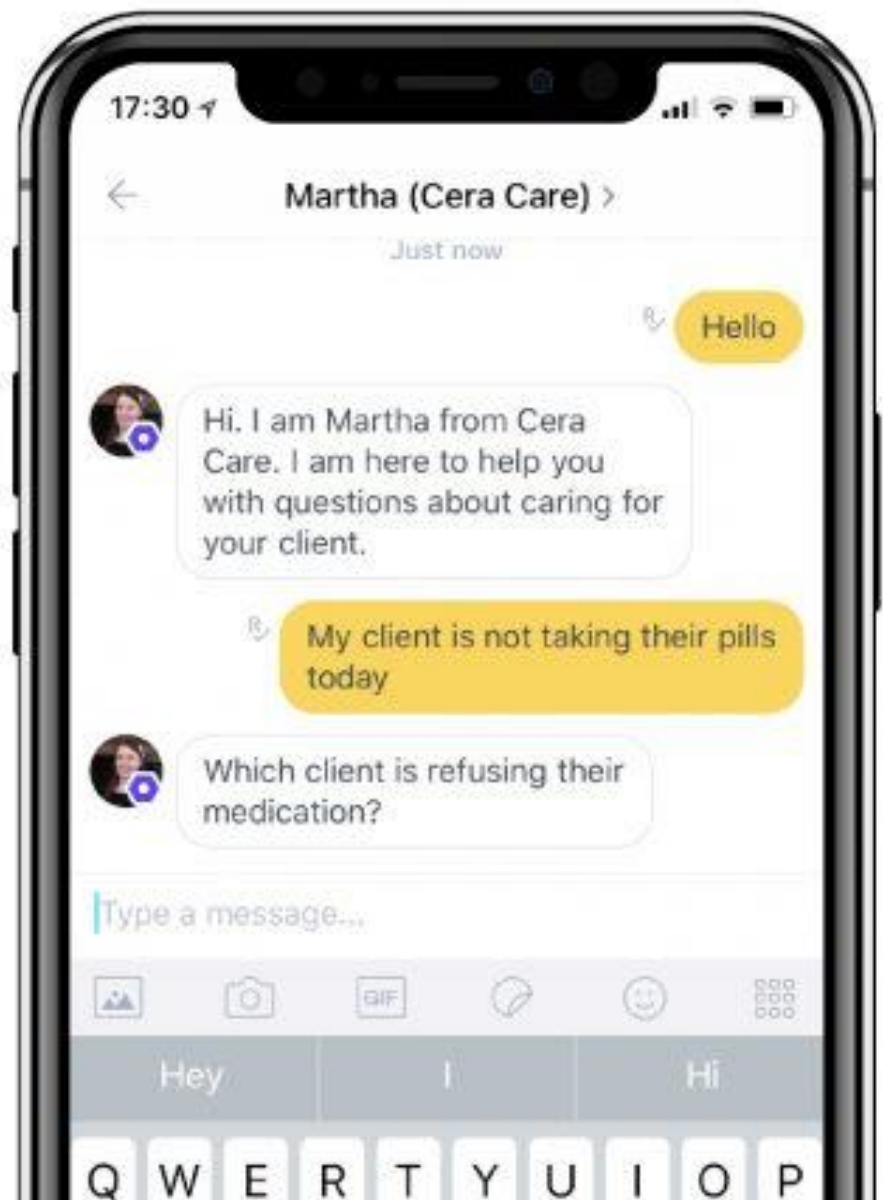 17:30
Martha (Cera Care)
Just now
Hello
Hi. I am Martha from Cera
Care. I am here to help you
with questions about caring for
your client.
My client is not taking their pills
today
Which client is refusing their
medication?
Type a message...
GIF
Hey I Hi
Q W E R T Y U I O P